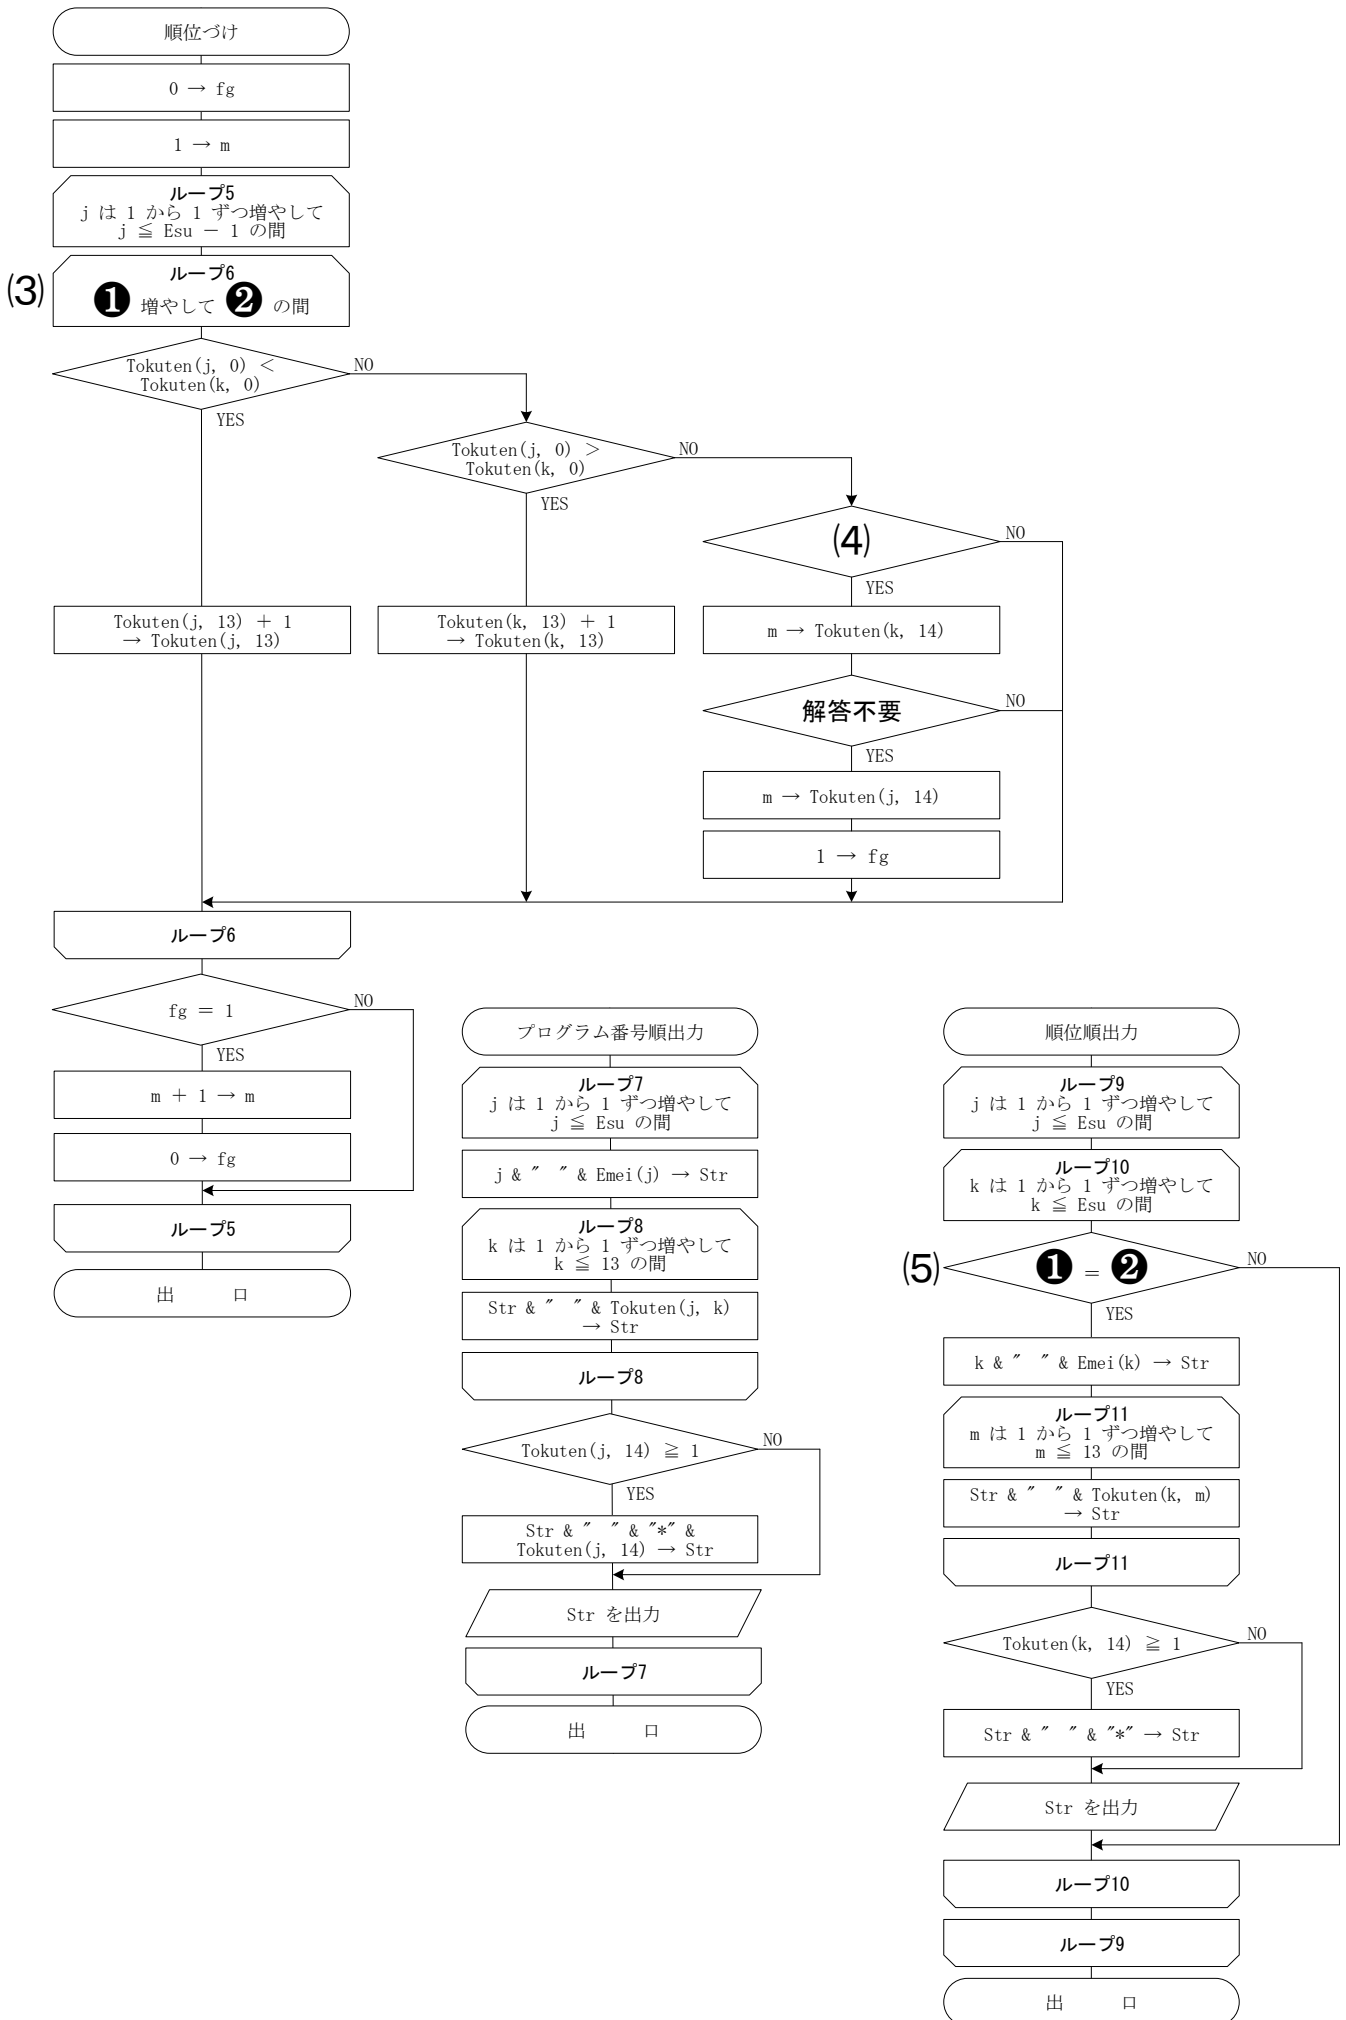 順位づけ
0 → fg
1 → m
ループ5
j は 1 から 1 ずつ増やして
j ≦ Esu － 1 の間
(3)
ループ6
❶ 増やして ❷ の間
Tokuten(j, 0) ＜
Tokuten(k, 0)
NO
YES
Tokuten(j, 0) ＞
Tokuten(k, 0)
NO
YES
(4)
NO
YES
Tokuten(j, 13) ＋ 1
→ Tokuten(j, 13)
Tokuten(k, 13) ＋ 1
→ Tokuten(k, 13)
m → Tokuten(k, 14)
解答不要
NO
YES
m → Tokuten(j, 14)
1 → fg
ループ6
fg ＝ 1
NO
YES
m ＋ 1 → m
0 → fg
ループ5
出 口
プログラム番号順出力
ループ7
j は 1 から 1 ずつ増やして
j ≦ Esu の間
j & ″ ″ & Emei(j) → Str
ループ8
k は 1 から 1 ずつ増やして
k ≦ 13 の間
Str & ″ ″ & Tokuten(j, k)
→ Str
ループ8
Tokuten(j, 14) ≧ 1
NO
YES
Str & ″ ″ & ″*″ &
Tokuten(j, 14) → Str
Str を出力
ループ7
出 口
順位順出力
ループ9
j は 1 から 1 ずつ増やして
j ≦ Esu の間
ループ10
k は 1 から 1 ずつ増やして
k ≦ Esu の間
(5)
❶ ＝ ❷
NO
YES
k & ″ ″ & Emei(k) → Str
ループ11
m は 1 から 1 ずつ増やして
m ≦ 13 の間
Str & ″ ″ & Tokuten(k, m)
→ Str
ループ11
Tokuten(k, 14) ≧ 1
NO
YES
Str & ″ ″ & ″*″ → Str
Str を出力
ループ10
ループ9
出 口